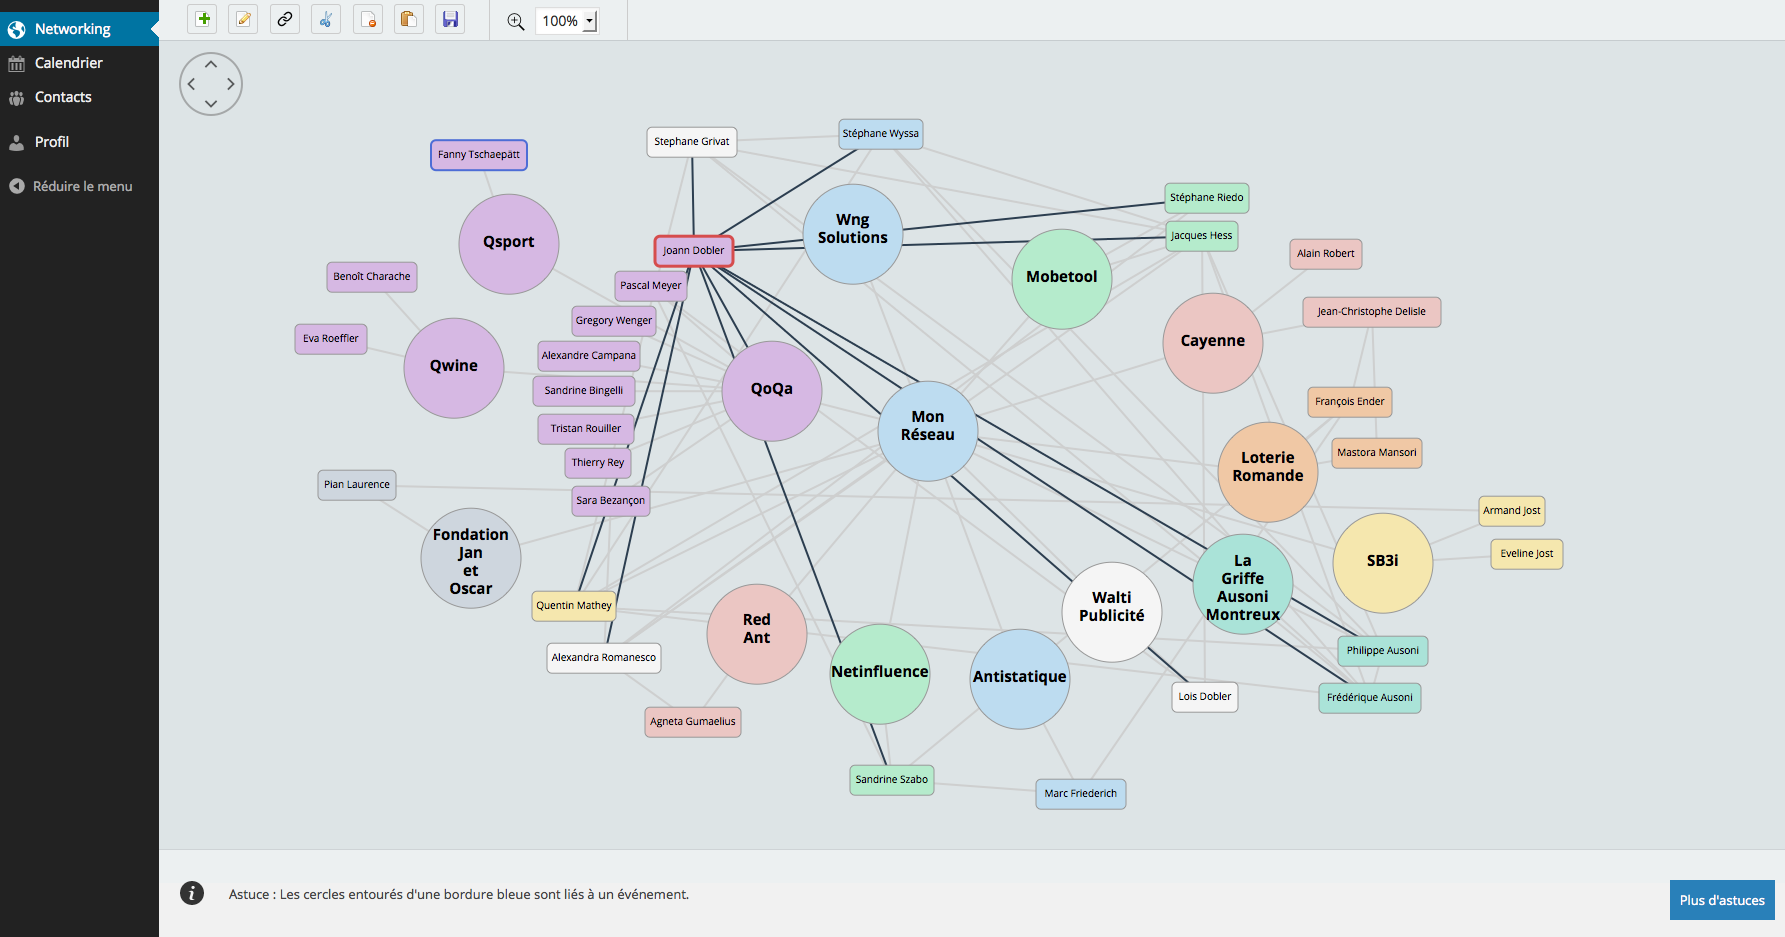 Networking
Calendrier
Contacts
Profil
Réduire le menu
100%
Stephane Grivat
Stéphane Wyssa
Fanny Tschaepätt
Stéphane Riedo
Wng
Solutions
Qsport
Jacques Hess
Joann Dobler
Alain Robert
Benoît Charache
Mobetool
Pascal Meyer
Jean-Christophe Delisle
Gregory Wenger
Eva Roeffler
Cayenne
Alexandre Campana
Qwine
QoQa
Sandrine Bingelli
François Ender
Mon
Réseau
Tristan Rouiller
Mastora Mansori
Thierry Rey
Loterie
Romande
Pian Laurence
Sara Bezançon
Armand Jost
Fondation
Jan
et
Oscar
Eveline Jost
SB3i
La
Griffe
Ausoni
Montreux
Quentin Mathey
Walti
Publicité
Red
Ant
Philippe Ausoni
Alexandra Romanesco
Netinfluence
Antistatique
Lois Dobler
Frédérique Ausoni
Agneta Gumaelius
Sandrine Szabo
Marc Friederich
Astuce : Les cercles entourés d'une bordure bleue sont liés à un événement.
Plus d'astuces